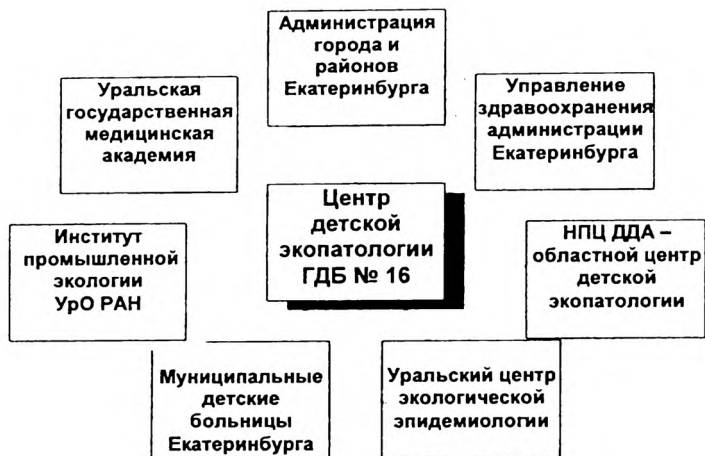 Администрация
города и
районов
Екатеринбурга
Уральская
государственная
медицинская
академия
Управление
здравоохранения
администрации
Екатеринбурга
Центр
детской
экопатологии
ГДБ № 16
Институт
промышленной
экологии
УрО РАН
НПЦ ДДА –
областной центр
детской
экопатологии
Муниципальные
детские
больницы
Екатеринбурга
Уральский центр
экологической
эпидемиологии